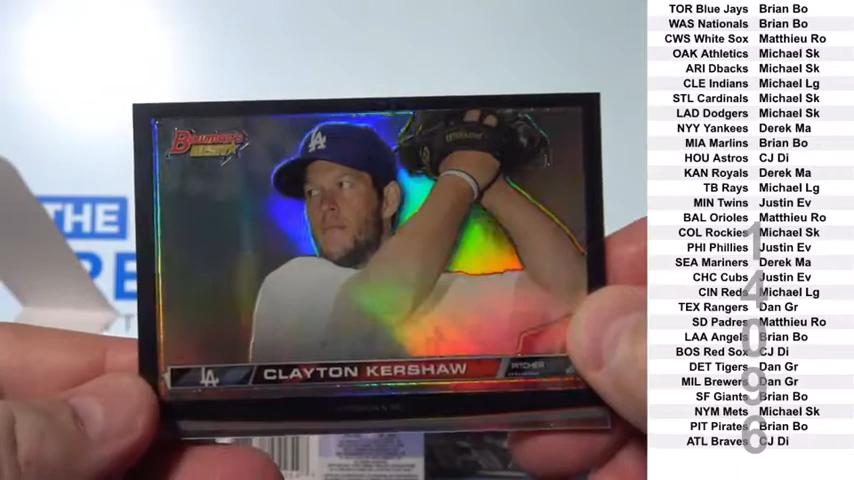 TOR Blue Jays Brian Bo
WAS Nationals Brian Bo
CWS White Sox Matthieu Ro
OAK Athletics Michael Sk
ARI Dbacks Michael Sk
CLE Indians Michael Lg
STL Cardinals Michael Sk
LAD Dodgers Michael Sk
NYY Yankees Derek Ma
MIA Marlins Brian Bo
HOU Astros CJ Di
KAN Royals Derek Ma
TB Rays Michael Lg
MIN Twins Justin Ev
BAL Orioles Matthieu Ro
COL Rockies Michael Sk
PHI Phillies Justin Ev
SEA Mariners Derek Ma
CHC Cubs Justin Ev
CIN Reds Michael Lg
TEX Rangers Dan Gr
SD Padres Matthieu Ro
LAA Angels Brian Bo
BOS Red Sox CJ Di
DET Tigers Dan Gr
MIL Brewers Dan Gr
SF Giants Brian Bo
NYM Mets Michael Sk
PIT Pirates Brian Bo
ATL Braves CJ Di
14096
Bowman's
BEST
LA
THE
LA CLAYTON KERSHAW PITCHER